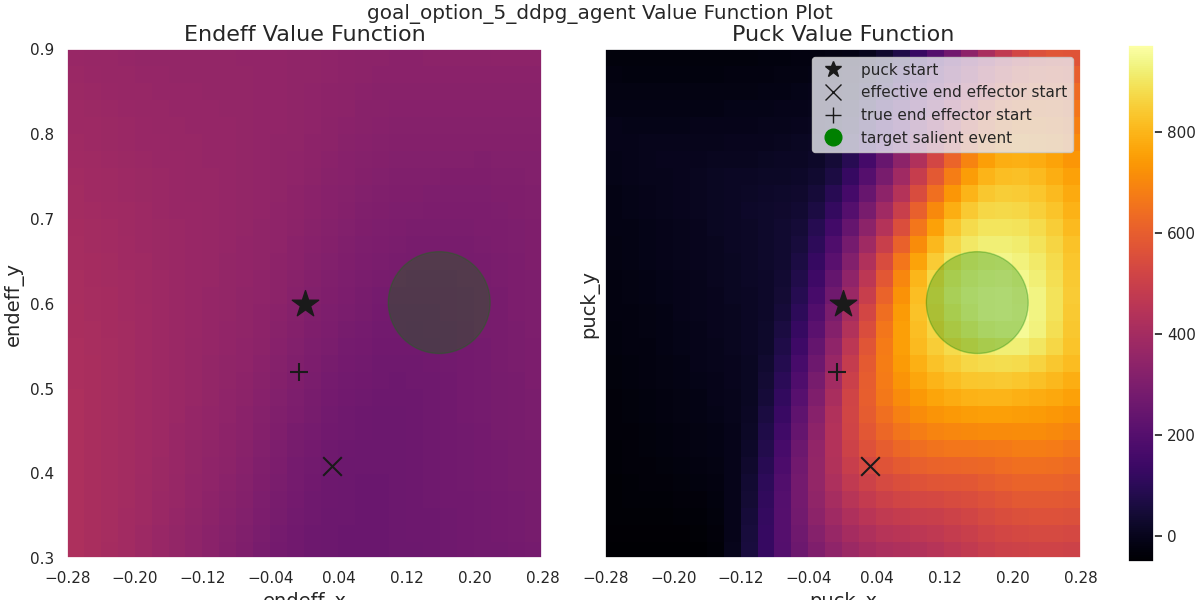 goal_option_5_ddpg_agent Value Function Plot
Endeff Value Function
Puck Value Function
0.9
0.8
0.7
0.6
0.5
0.4
0.3
endeff_y
−0.28 −0.20 −0.12 −0.04 0.04 0.12 0.20 0.28
endeff_x
puck_y
puck start
effective end effector start
true end effector start
target salient event
−0.28 −0.20 −0.12 −0.04 0.04 0.12 0.20 0.28
puck_x
800
600
400
200
0